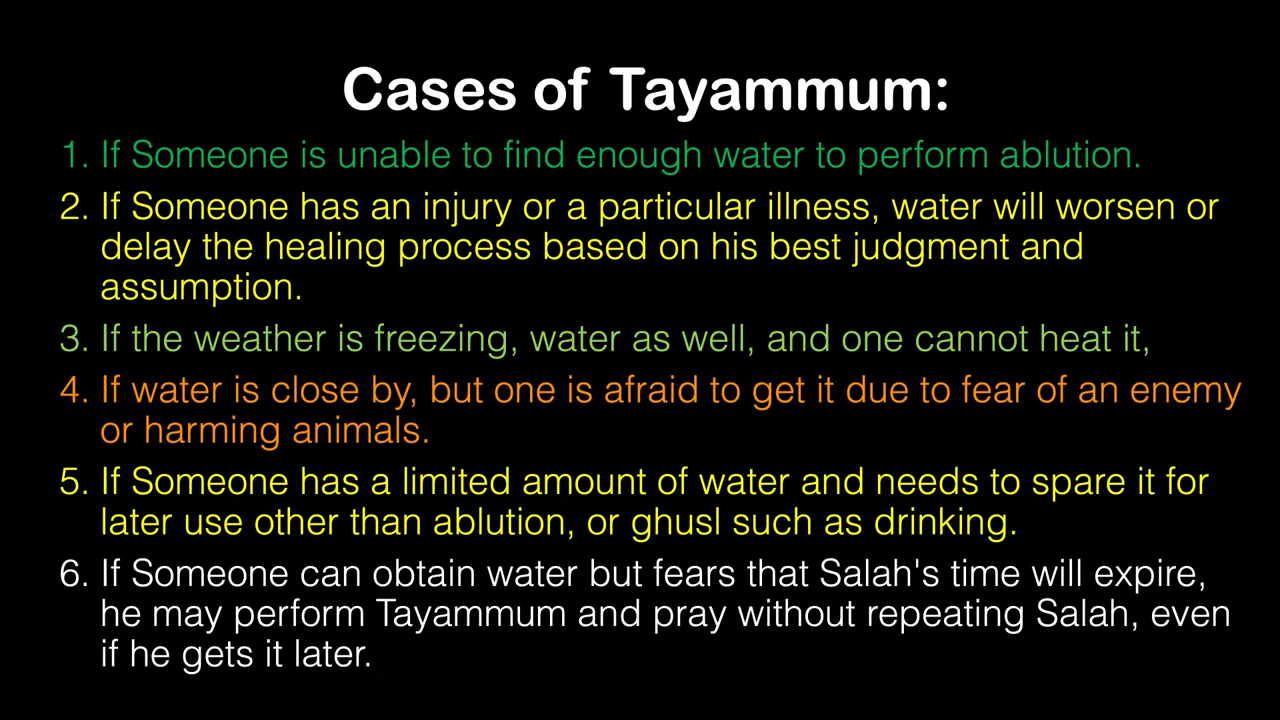 Cases of Tayammum:
1. If Someone is unable to find enough water to perform ablution.
2. If Someone has an injury or a particular illness, water will worsen or
delay the healing process based on his best judgment and
assumption.
3. If the weather is freezing, water as well, and one cannot heat it,
4. If water is close by, but one is afraid to get it due to fear of an enemy
or harming animals.
5. If Someone has a limited amount of water and needs to spare it for
later use other than ablution, or ghusl such as drinking.
6. If Someone can obtain water but fears that Salah's time will expire,
he may perform Tayammum and pray without repeating Salah, even
if he gets it later.